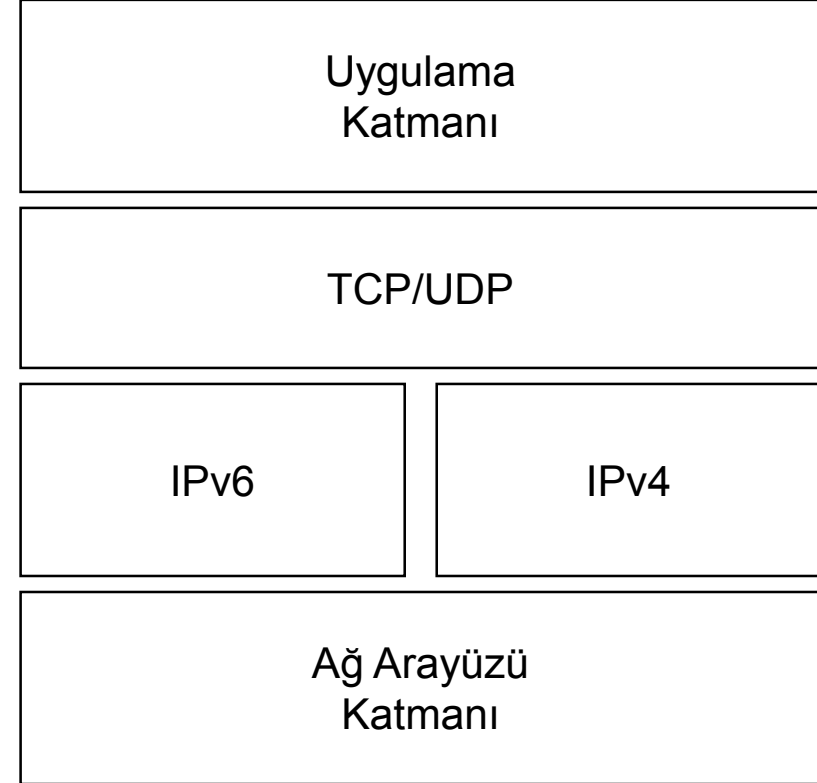 Uygulama
Katmanı
TCP/UDP
IPv6
IPv4
Ağ Arayüzü
Katmanı